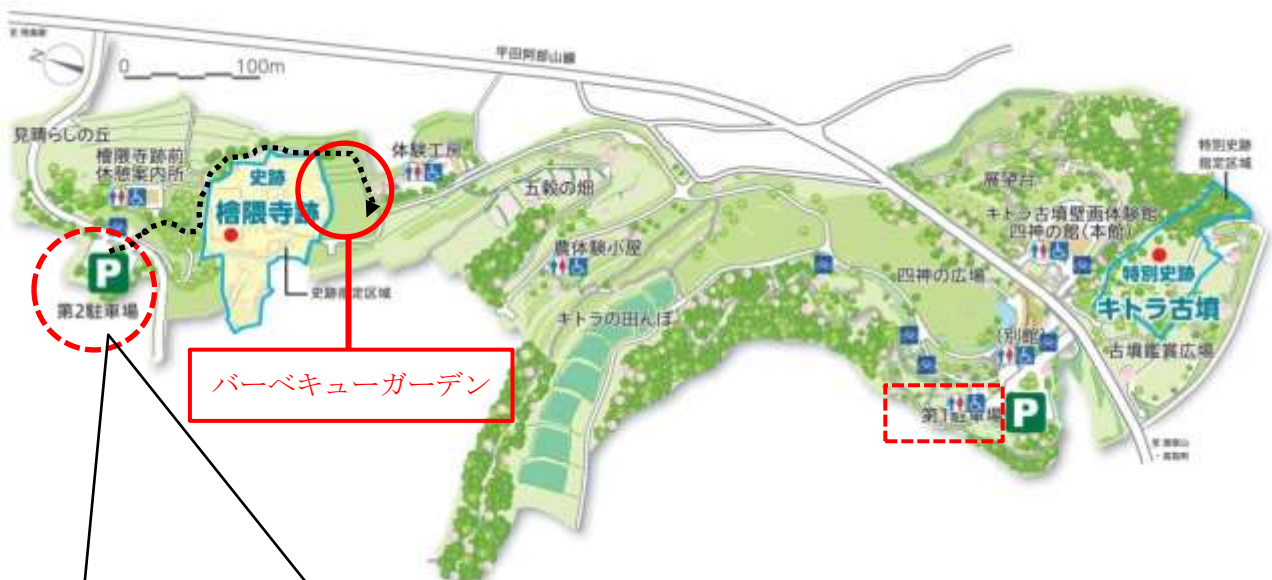 N
0 100m
平田阿部山線
見晴らしの丘
檜隈寺跡前
休憩案内所
史跡
檜隈寺跡
史跡指定区域
P
第2駐車場
バーベキューガーデン
体験工房
五穀の畑
農体験小屋
キトラの田んぼ
四神の広場
展望台
キトラ古墳壁画体験館
四神の館(本館)
(別館)
第1駐車場
P
特別史跡
指定区域
特別史跡
キトラ古墳
古墳鑑賞広場